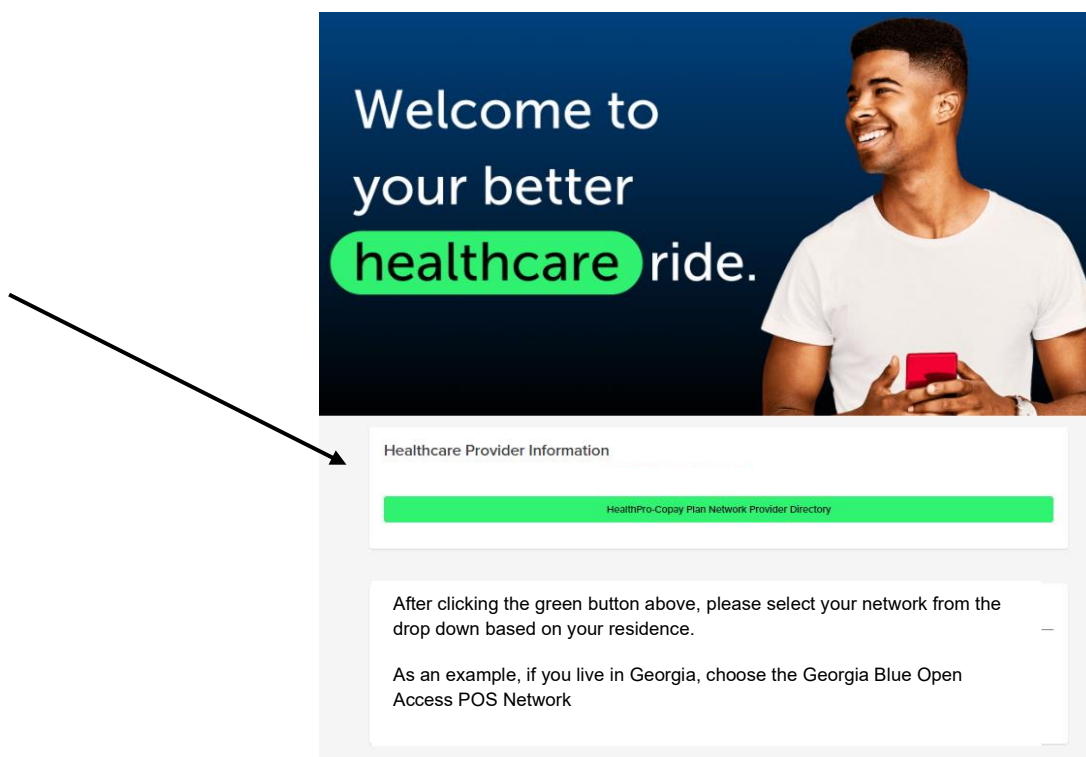 Welcome to
your better
healthcare ride.
Healthcare Provider Information
HealthPro-Copay Plan Network Provider Directory
After clicking the green button above, please select your network from the
drop down based on your residence.
As an example, if you live in Georgia, choose the Georgia Blue Open
Access POS Network